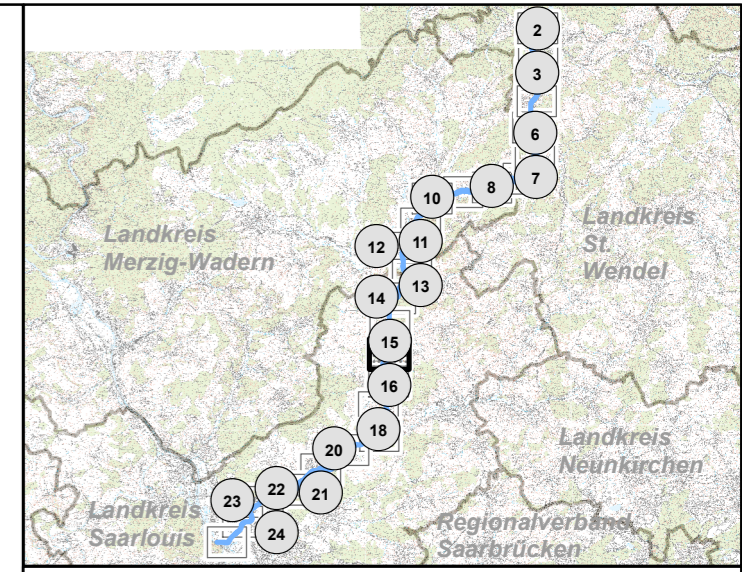 2
3
6
7
8
10
Landkreis
St.
Wendel
Landkreis
Merzig-Wadern
12
11
13
14
15
16
18
20
Landkreis
Neunkirchen
22
21
23
24
Landkreis
Saarlouis
Regionalverband
Saarbrücken